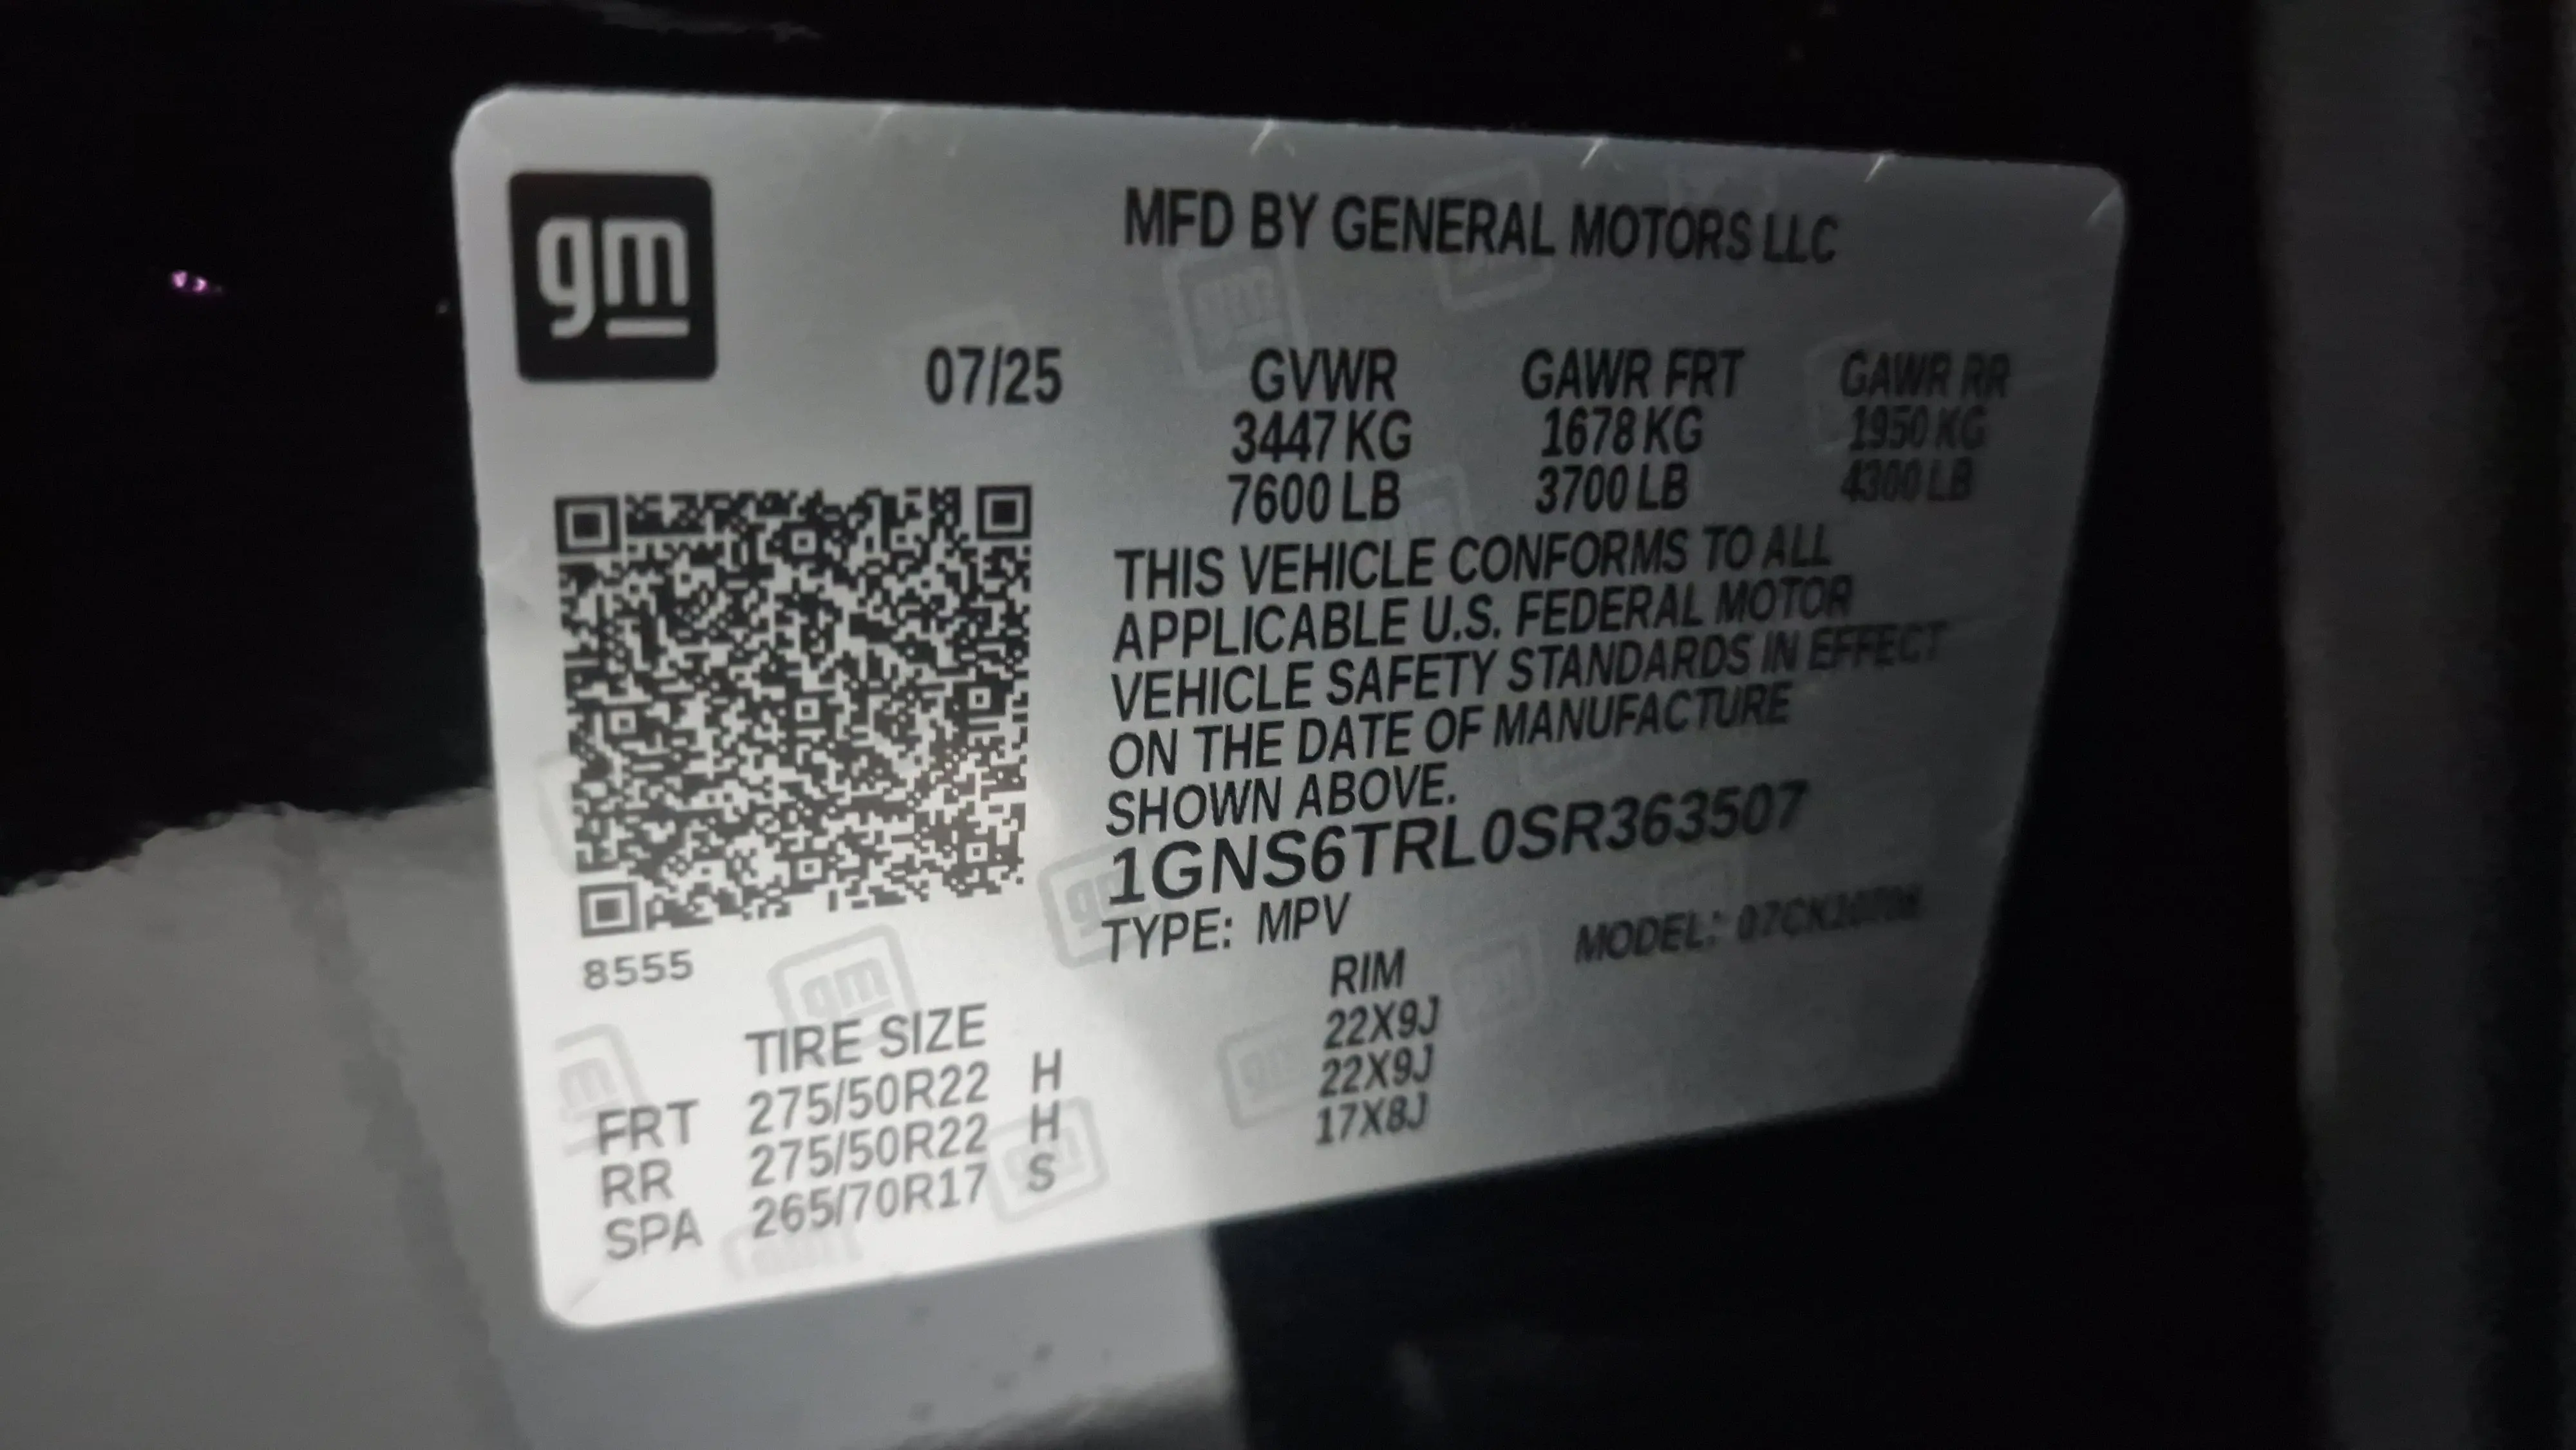 gm
MFD BY GENERAL MOTORS LLC
07/25 GVWR GAWR FRT GAWR RR
3447 KG 1678 KG 1950 KG
7600 LB 3700 LB 4300 LB
THIS VEHICLE CONFORMS TO ALL
APPLICABLE U.S. FEDERAL MOTOR
VEHICLE SAFETY STANDARDS IN EFFECT
ON THE DATE OF MANUFACTURE
SHOWN ABOVE.
1GNS6TRL0SR363507
TYPE: MPV MODEL:
8555
TIRE SIZE RIM
FRT 275/50R22 H 22X9J
RR 275/50R22 H 22X9J
SPA 265/70R17 S 17X8J